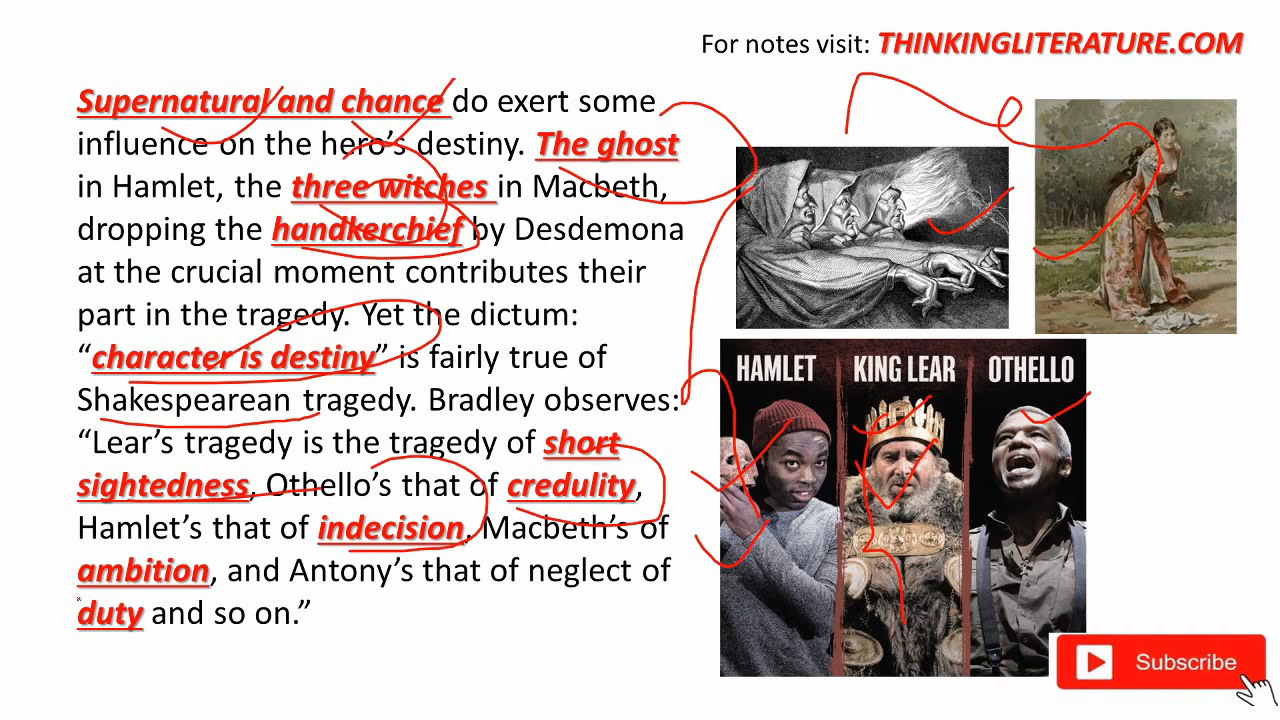 For notes visit: THINKINGLITERATURE.COM
Supernatural and chance do exert some
influence on the hero's destiny. The ghost
in Hamlet, the three witches in Macbeth,
dropping the handkerchief by Desdemona
at the crucial moment contributes their
part in the tragedy. Yet the dictum:
“character is destiny” is fairly true of
Shakespearean tragedy. Bradley observes:
“Lear’s tragedy is the tragedy of short
sightedness, Othello’s that of credulity,
Hamlet’s that of indecision, Macbeth’s of
ambition, and Antony’s that of neglect of
duty and so on.”
HAMLET KING LEAR OTHELLO
Subscribe